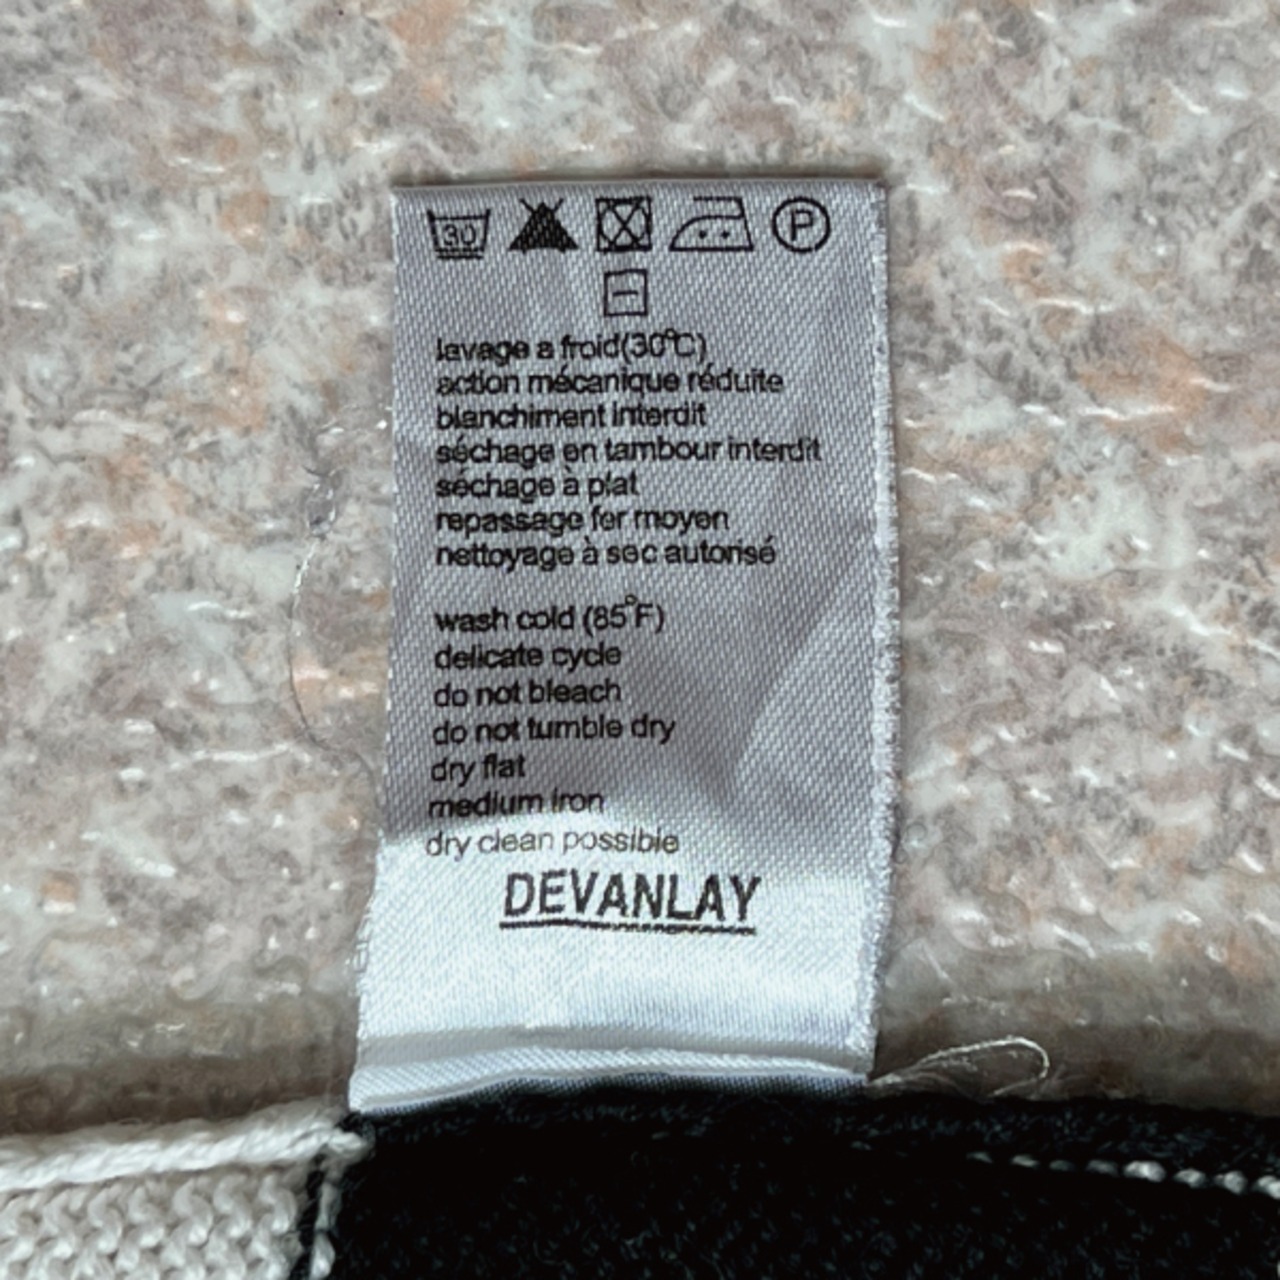 30 P
lavage a froid(30°C)
action mécanique réduite
blanchiment interdit
séchage en tambour interdit
séchage à plat
repassage fer moyen
nettoyage à sec autorisé
wash cold (85°F)
delicate cycle
do not bleach
do not tumble dry
dry flat
medium iron
dry clean possible
DEVANLAY